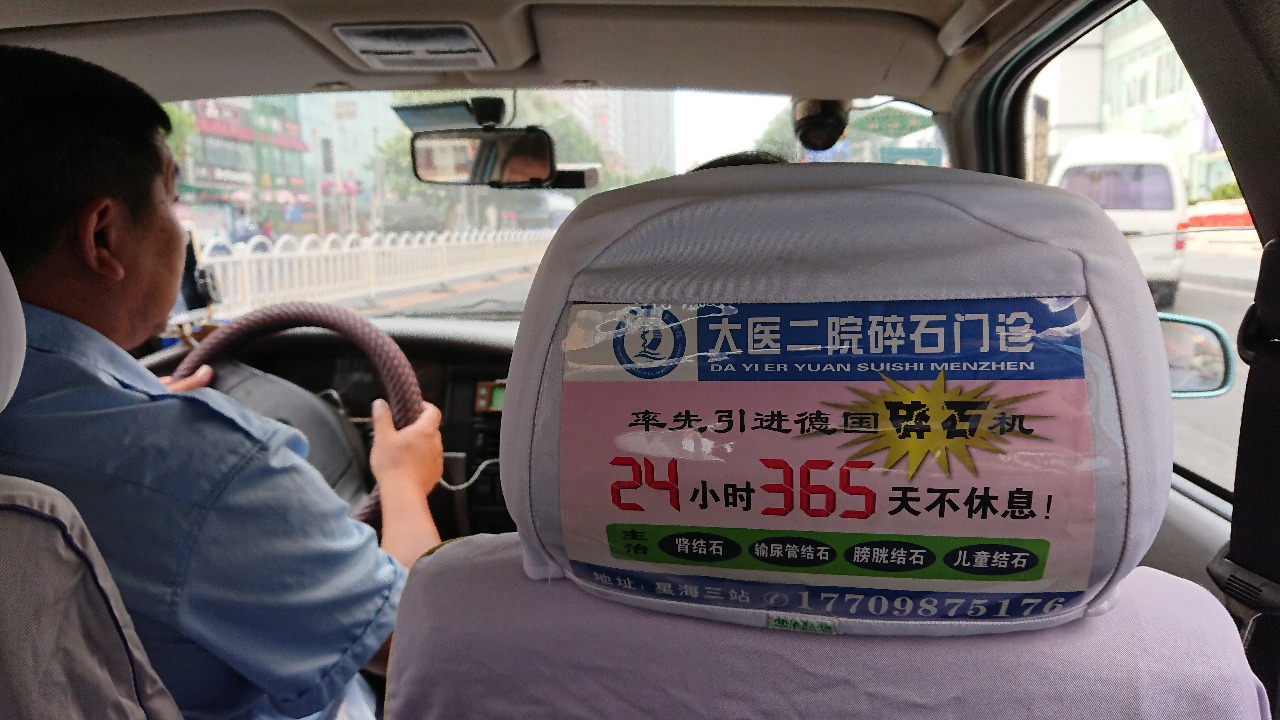 大医二院碎石门诊
DA YI ER YUAN SUISHI MENZHEN
率先引进德国碎石机
24小时365天不休息!
主治 肾结石 输尿管结石 膀胱结石 儿童结石
地址:星海三站 ✆17709875176